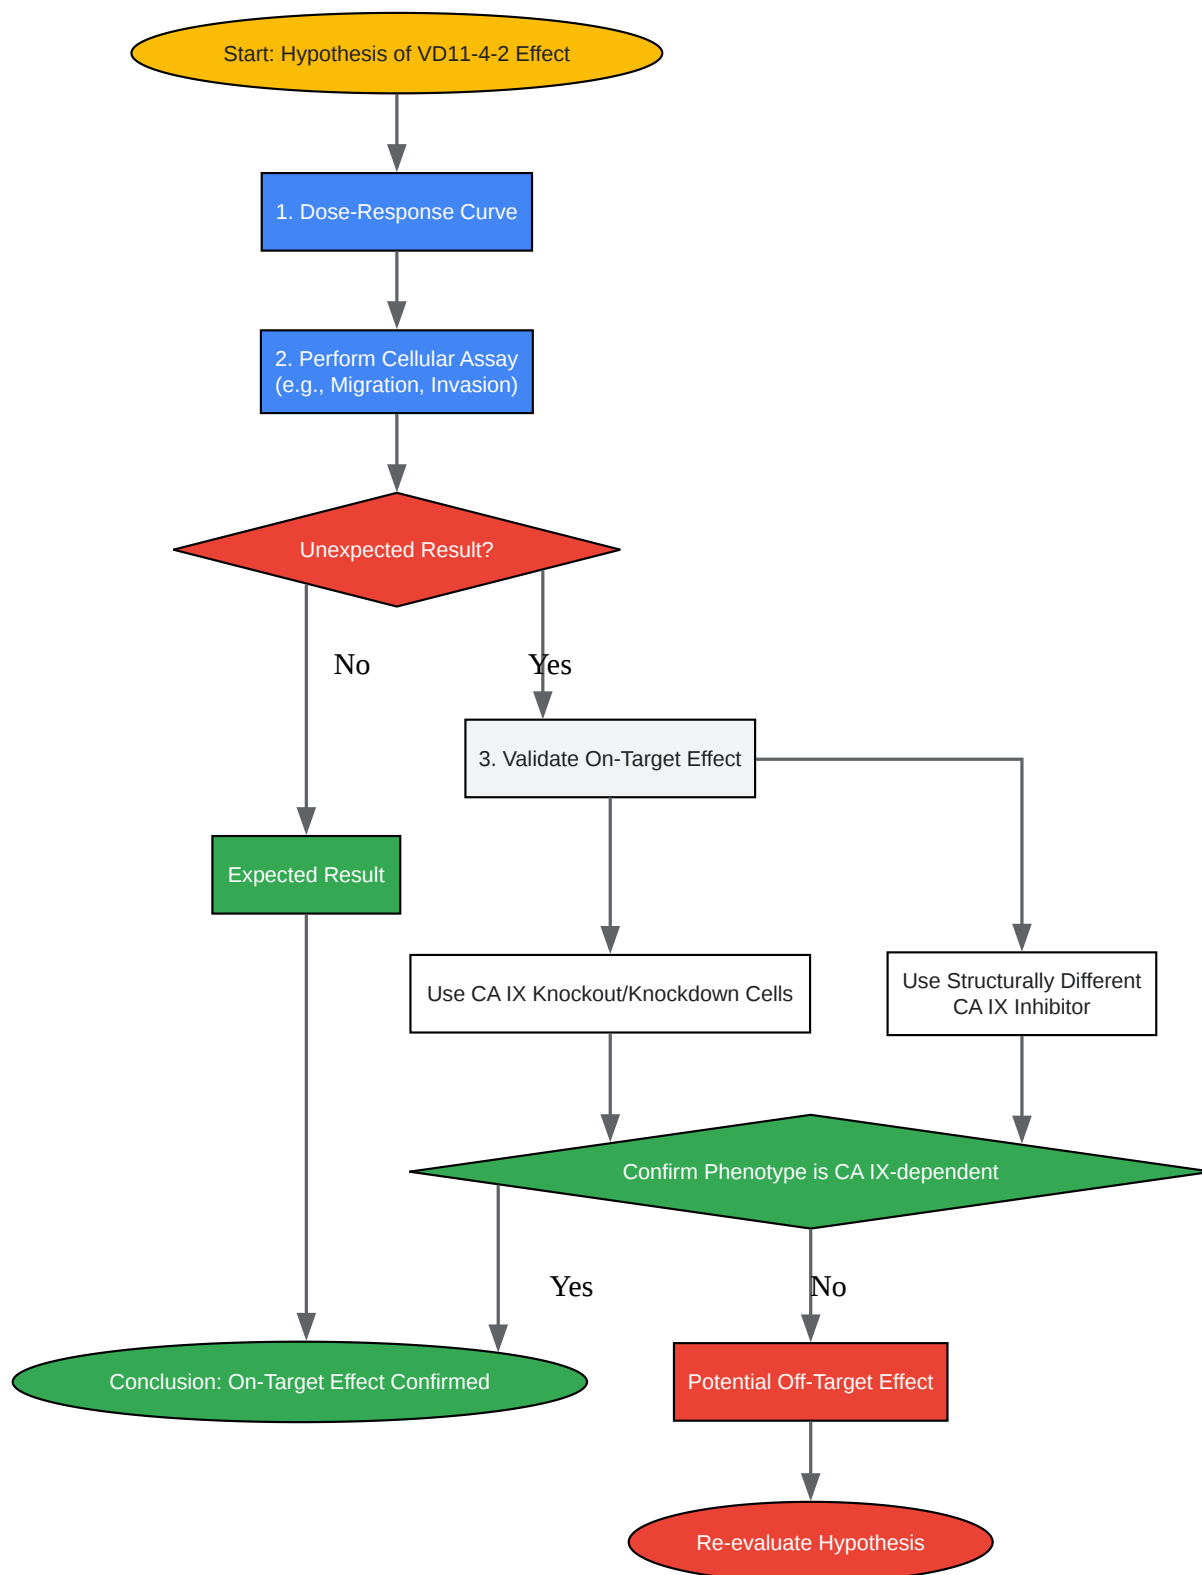 Start: Hypothesis of VD11-4-2 Effect
1. Dose-Response Curve
2. Perform Cellular Assay
(e.g., Migration, Invasion)
Unexpected Result?
No
Yes
3. Validate On-Target Effect
Expected Result
Use CA IX Knockout/Knockdown Cells
Use Structurally Different
CA IX Inhibitor
Confirm Phenotype is CA IX-dependent
Yes
No
Conclusion: On-Target Effect Confirmed
Potential Off-Target Effect
Re-evaluate Hypothesis